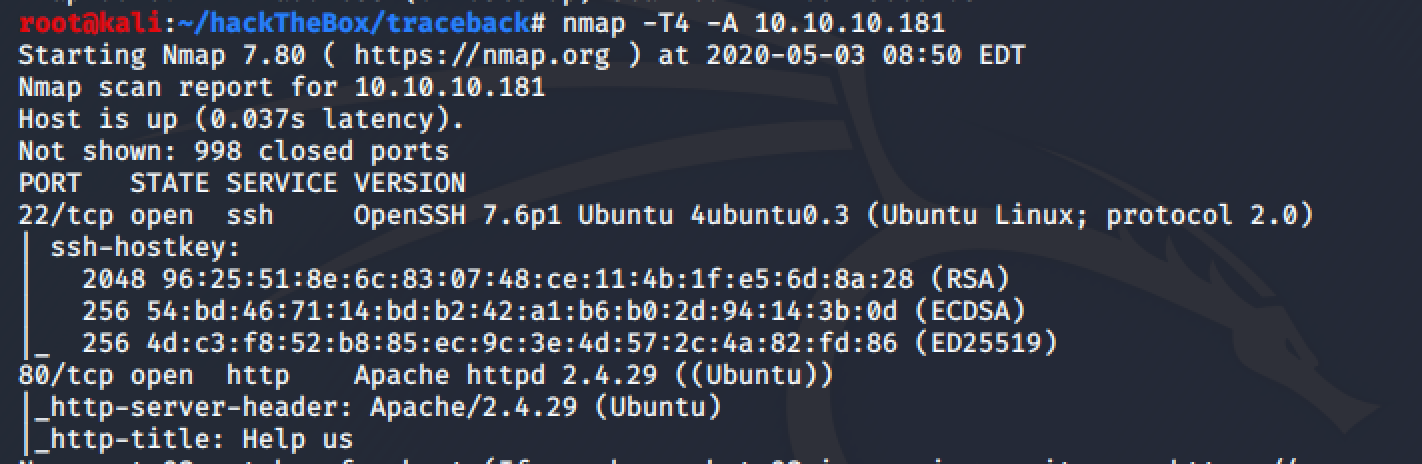 root@kali:~/hackTheBox/traceback# nmap -T4 -A 10.10.10.181
Starting Nmap 7.80 ( https://nmap.org ) at 2020-05-03 08:50 EDT
Nmap scan report for 10.10.10.181
Host is up (0.037s latency).
Not shown: 998 closed ports
PORT   STATE SERVICE VERSION
22/tcp open  ssh     OpenSSH 7.6p1 Ubuntu 4ubuntu0.3 (Ubuntu Linux; protocol 2.0)
| ssh-hostkey:
|   2048 96:25:51:8e:6c:83:07:48:ce:11:4b:1f:e5:6d:8a:28 (RSA)
|   256 54:bd:46:71:14:bd:b2:42:a1:b6:b0:2d:94:14:3b:0d (ECDSA)
|_  256 4d:c3:f8:52:b8:85:ec:9c:3e:4d:57:2c:4a:82:fd:86 (ED25519)
80/tcp open  http    Apache httpd 2.4.29 ((Ubuntu))
|_http-server-header: Apache/2.4.29 (Ubuntu)
|_http-title: Help us